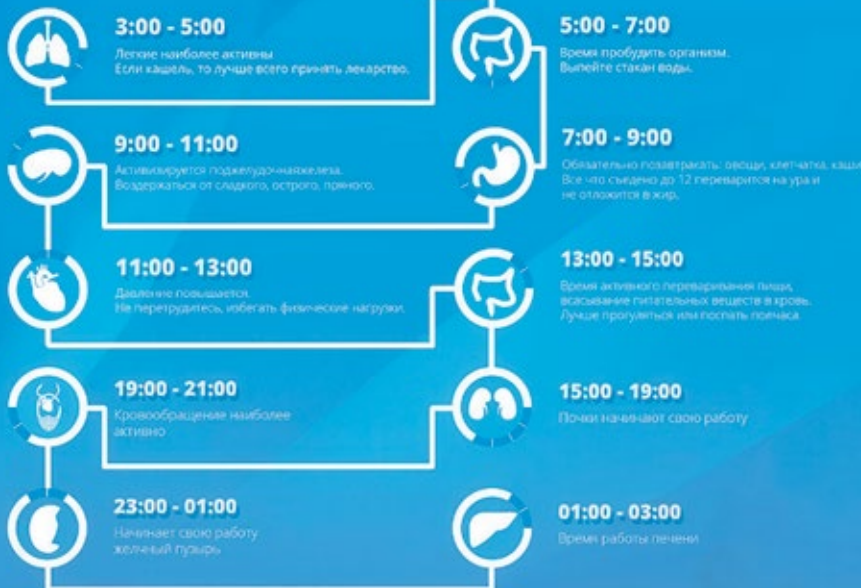 3:00 - 5:00
Легкие наиболее активны
Если кашель, то лучше всего принять лекарство.
5:00 - 7:00
Время пробудить организм.
Выпейте стакан воды.
7:00 - 9:00
Обязательно позавтракать: овощи, клетчатка, каши
Все что съедено до 12 переварится на ура и
не отложится в жир.
9:00 - 11:00
Активизируется поджелудочнаяжелеза.
Воздержаться от сладкого, острого, пряного.
11:00 - 13:00
Давление повышается.
Не перетрудитесь, избегать физические нагрузки.
13:00 - 15:00
Время активного переваривания пищи,
всасывание питательных веществ в кровь.
Лучше прогуляться или поспать полчаса.
15:00 - 19:00
Почки начинают свою работу
19:00 - 21:00
Кровообращение наиболее
активно
23:00 - 01:00
Начинает свою работу
желчный пузырь
01:00 - 03:00
Время работы печени